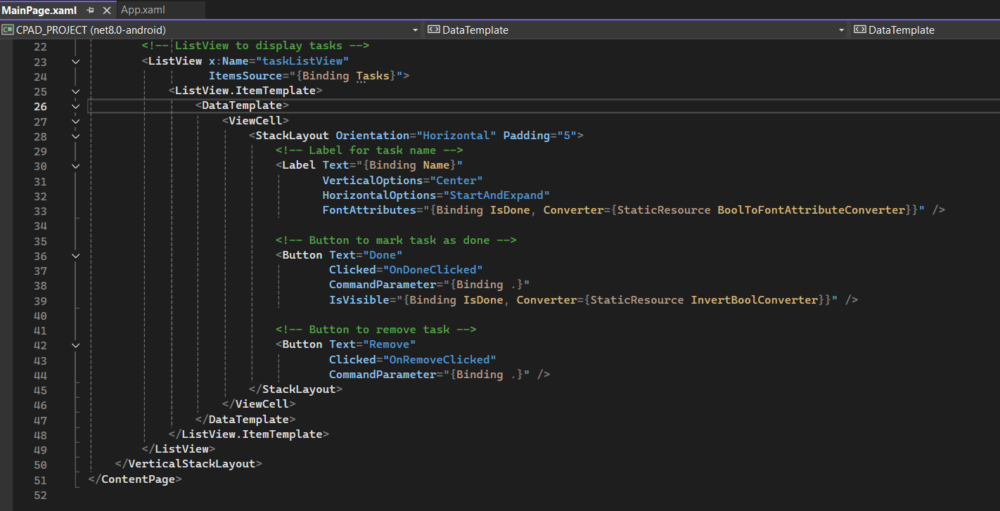 MainPage.xaml App.xaml
C# CPAD_PROJECT (net8.0-android) DataTemplate DataTemplate
22 <!-- ListView to display tasks -->
23 <ListView x:Name="taskListView"
24 ItemsSource="{Binding Tasks}">
25 <ListView.ItemTemplate>
26 <DataTemplate>
27 <ViewCell>
28 <StackLayout Orientation="Horizontal" Padding="5">
29 <!-- Label for task name -->
30 <Label Text="{Binding Name}"
31 VerticalOptions="Center"
32 HorizontalOptions="StartAndExpand"
33 FontAttributes="{Binding IsDone, Converter={StaticResource BoolToFontAttributeConverter}}" />
34
35 <!-- Button to mark task as done -->
36 <Button Text="Done"
37 Clicked="OnDoneClicked"
38 CommandParameter="{Binding .}"
39 IsVisible="{Binding IsDone, Converter={StaticResource InvertBoolConverter}}" />
40
41 <!-- Button to remove task -->
42 <Button Text="Remove"
43 Clicked="OnRemoveClicked"
44 CommandParameter="{Binding .}" />
45 </StackLayout>
46 </ViewCell>
47 </DataTemplate>
48 </ListView.ItemTemplate>
49 </ListView>
50 </VerticalStackLayout>
51 </ContentPage>
52